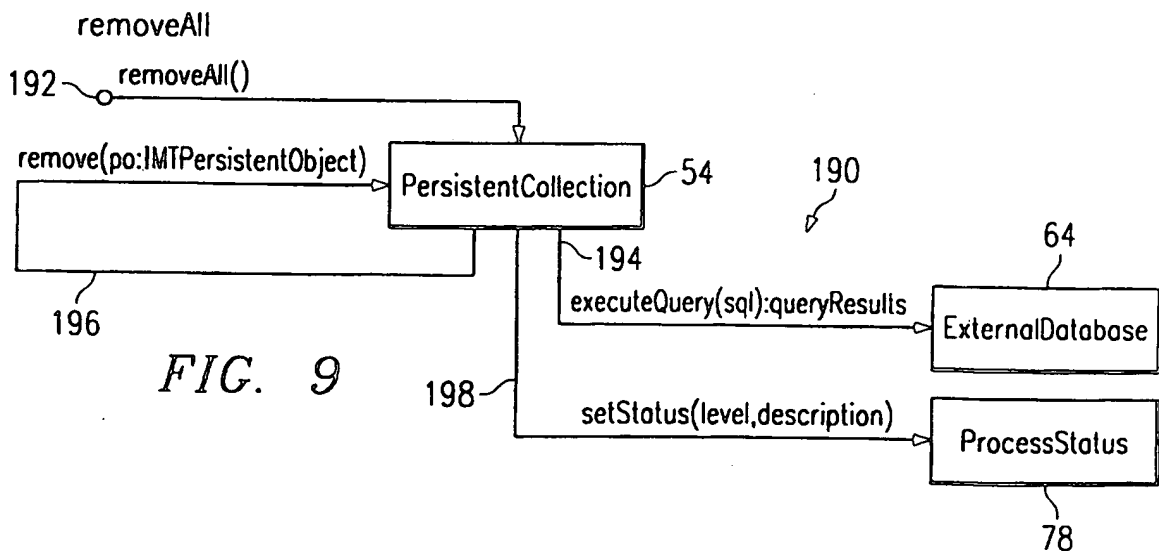 removeAll
192
removeAll()
remove(po:IMTPersistentObject)
PersistentCollection
54
190
194
64
196
executeQuery(sql):queryResults
ExternalDatabase
FIG. 9
198
setStatus(level,description)
ProcessStatus
78